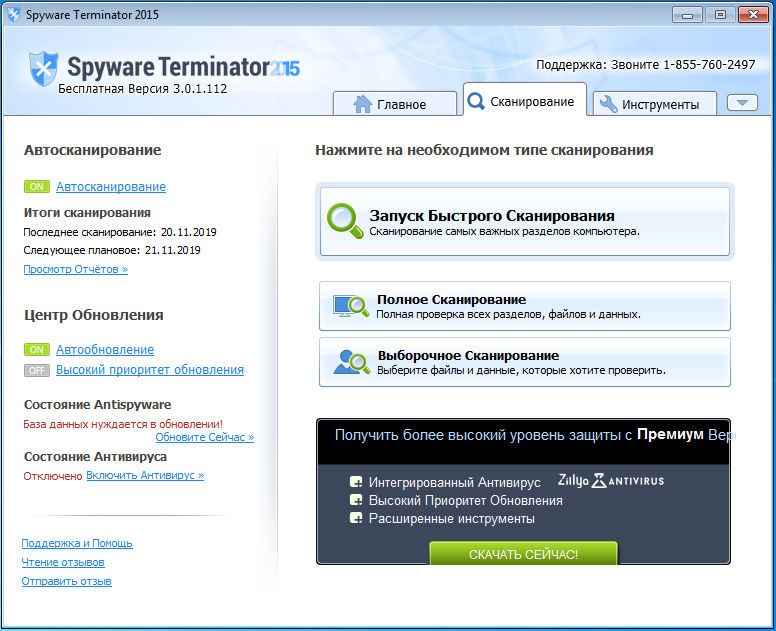 Spyware Terminator 2015
Spyware Terminator2015
Бесплатная Версия 3.0.1.112
Поддержка: Звоните 1-855-760-2497
Главное
Сканирование
Инструменты
Автосканирование
ON Автосканирование
Итоги сканирования
Последнее сканирование: 20.11.2019
Следующее плановое: 21.11.2019
Просмотр Отчётов »
Центр Обновления
ON Автообновление
OFF Высокий приоритет обновления
Состояние Antispyware
База данных нуждается в обновлении!
Обновите Сейчас »
Состояние Антивируса
Отключено Включить Антивирус »
Поддержка и Помощь
Чтение отзывов
Отправить отзыв
Нажмите на необходимом типе сканирования
Запуск Быстрого Сканирования
Сканирование самых важных разделов компьютера.
Полное Сканирование
Полная проверка всех разделов, файлов и данных.
Выборочное Сканирование
Выберите файлы и данные, которые хотите проверить.
Получить более высокий уровень защиты с Премиум Вер
Интегрированный Антивирус Zillya ANTIVIRUS
Высокий Приоритет Обновления
Расширенные инструменты
СКАЧАТЬ СЕЙЧАС!